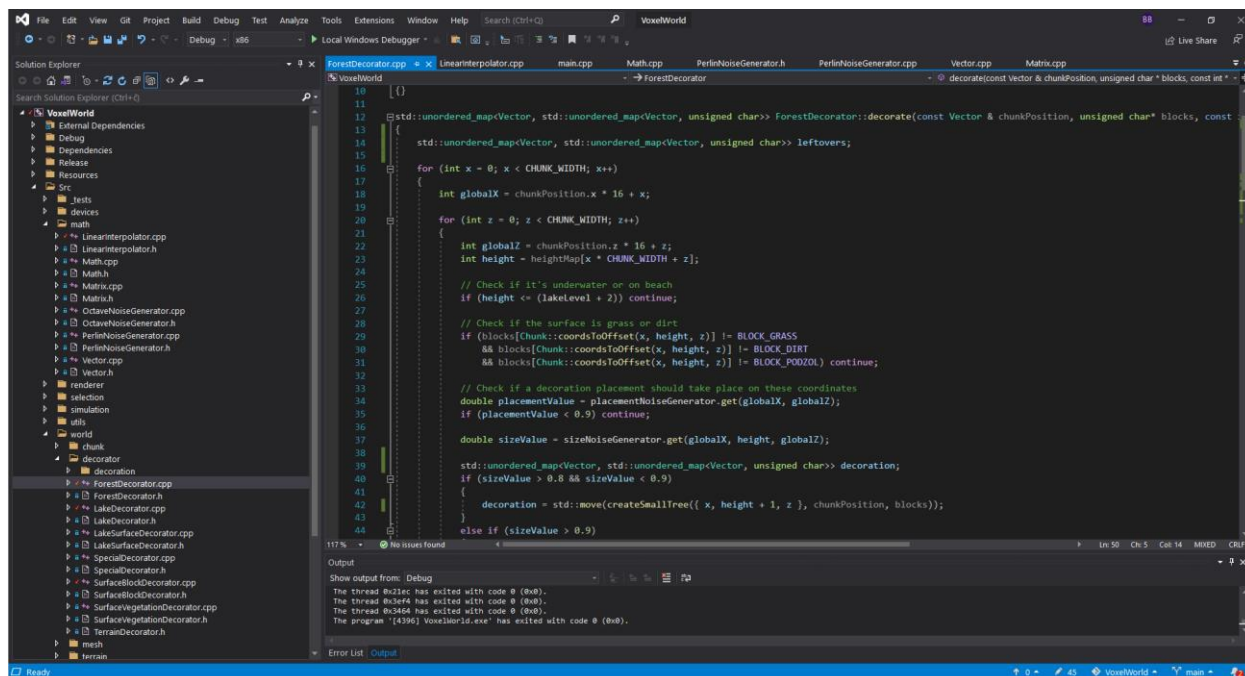 File Edit View Git Project Build Debug Test Analyze Tools Extensions Window Help Search (Ctrl+Q) VoxelWorld BB
Debug x86 Local Windows Debugger Live Share
Solution Explorer
Search Solution Explorer (Ctrl+č)
VoxelWorld
External Dependencies
Debug
Dependencies
Release
Resources
Src
_tests
devices
math
LinearInterpolator.cpp
LinearInterpolator.h
Math.cpp
Math.h
Matrix.cpp
Matrix.h
OctaveNoiseGenerator.cpp
OctaveNoiseGenerator.h
PerlinNoiseGenerator.cpp
PerlinNoiseGenerator.h
Vector.cpp
Vector.h
renderer
selection
simulation
utils
world
chunk
decorator
decoration
ForestDecorator.cpp
ForestDecorator.h
LakeDecorator.cpp
LakeDecorator.h
LakeSurfaceDecorator.cpp
LakeSurfaceDecorator.h
SpecialDecorator.cpp
SpecialDecorator.h
SurfaceBlockDecorator.cpp
SurfaceBlockDecorator.h
SurfaceVegetationDecorator.cpp
SurfaceVegetationDecorator.h
TerrainDecorator.h
mesh
terrain
ForestDecorator.cpp LinearInterpolator.cpp main.cpp Math.cpp PerlinNoiseGenerator.h PerlinNoiseGenerator.cpp Vector.cpp Matrix.cpp
VoxelWorld ForestDecorator decorate(const Vector & chunkPosition, unsigned char * blocks, const int *
10 {}
11
12 std::unordered_map<Vector, std::unordered_map<Vector, unsigned char>> ForestDecorator::decorate(const Vector & chunkPosition, unsigned char* blocks, const
13 {
14 std::unordered_map<Vector, std::unordered_map<Vector, unsigned char>> leftovers;
15
16 for (int x = 0; x < CHUNK_WIDTH; x++)
17 {
18 int globalX = chunkPosition.x * 16 + x;
19
20 for (int z = 0; z < CHUNK_WIDTH; z++)
21 {
22 int globalZ = chunkPosition.z * 16 + z;
23 int height = heightMap[x * CHUNK_WIDTH + z];
24
25 // Check if it's underwater or on beach
26 if (height <= (lakeLevel + 2)) continue;
27
28 // Check if the surface is grass or dirt
29 if (blocks[Chunk::coordsToOffset(x, height, z)] != BLOCK_GRASS
30 && blocks[Chunk::coordsToOffset(x, height, z)] != BLOCK_DIRT
31 && blocks[Chunk::coordsToOffset(x, height, z)] != BLOCK_PODZOL) continue;
32
33 // Check if a decoration placement should take place on these coordinates
34 double placementValue = placementNoiseGenerator.get(globalX, globalZ);
35 if (placementValue < 0.9) continue;
36
37 double sizeValue = sizeNoiseGenerator.get(globalX, height, globalZ);
38
39 std::unordered_map<Vector, std::unordered_map<Vector, unsigned char>> decoration;
40 if (sizeValue > 0.8 && sizeValue < 0.9)
41 {
42 decoration = std::move(createSmallTree({ x, height + 1, z }, chunkPosition, blocks));
43 }
44 else if (sizeValue > 0.9)
117 % No issues found Ln: 50 Ch: 5 Col: 14 MIXED CRLF
Output
Show output from: Debug
The thread 0x21ec has exited with code 0 (0x0).
The thread 0x3ef4 has exited with code 0 (0x0).
The thread 0x3464 has exited with code 0 (0x0).
The program '[4396] VoxelWorld.exe' has exited with code 0 (0x0).
Error List Output
Ready 0 45 VoxelWorld main 2